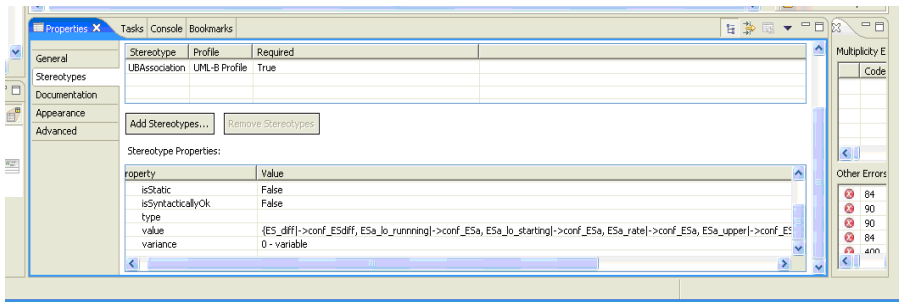 Properties Tasks Console Bookmarks
General
Stereotypes
Documentation
Appearance
Advanced
Stereotype Profile Required
UBAssociation UML-B Profile True
Add Stereotypes... Remove Stereotypes
Stereotype Properties:
roperty Value
isStatic False
isSyntacticallyOk False
type
value {ES_diff|->conf_ESdiff, ESa_lo_runnning|->conf_ESa, ESa_lo_starting|->conf_ESa, ESa_rate|->conf_ESa, ESa_upper|->conf_ES
variance 0 - variable
Multiplicity E
Code
Other Errors
84
90
90
84
400